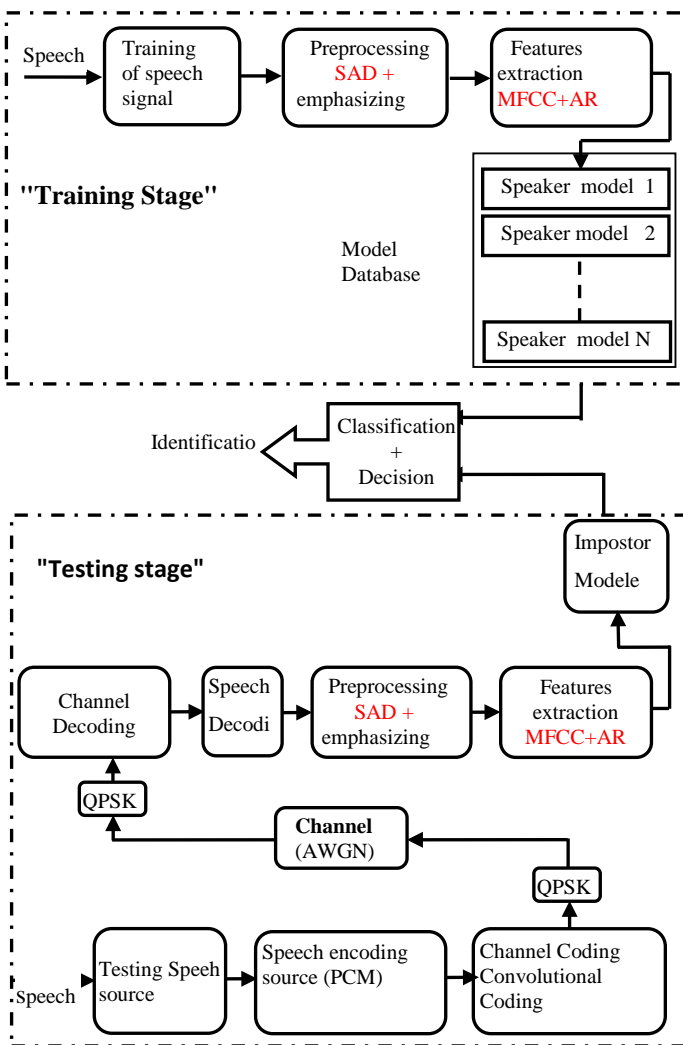 Speech
Training
of speech
signal
Preprocessing
SAD +
emphasizing
Features
extraction
MFCC+AR
"Training Stage"
Model
Database
Speaker model 1
Speaker model 2
Speaker model N
Identificatio
Classification
+
Decision
"Testing stage"
Impostor
Modele
Channel
Decoding
Speech
Decodi
Preprocessing
SAD +
emphasizing
Features
extraction
MFCC+AR
QPSK
Channel
(AWGN)
QPSK
Speech
Testing Speeh
source
Speech encoding
source (PCM)
Channel Coding
Convolutional
Coding